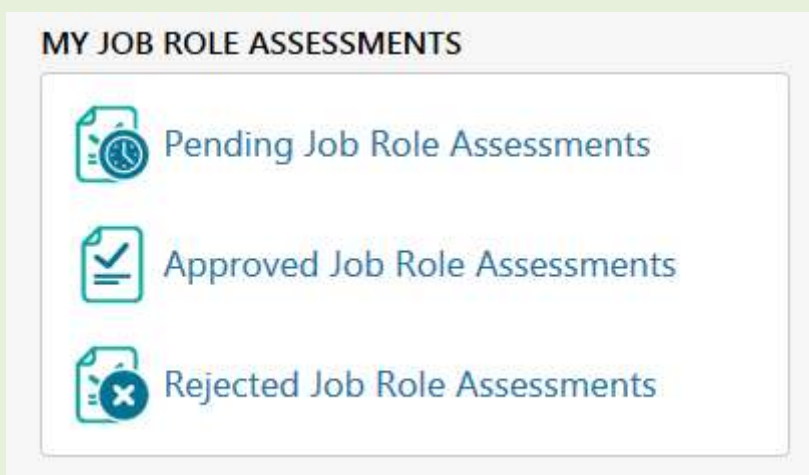 MY JOB ROLE ASSESSMENTS
Pending Job Role Assessments
Approved Job Role Assessments
Rejected Job Role Assessments